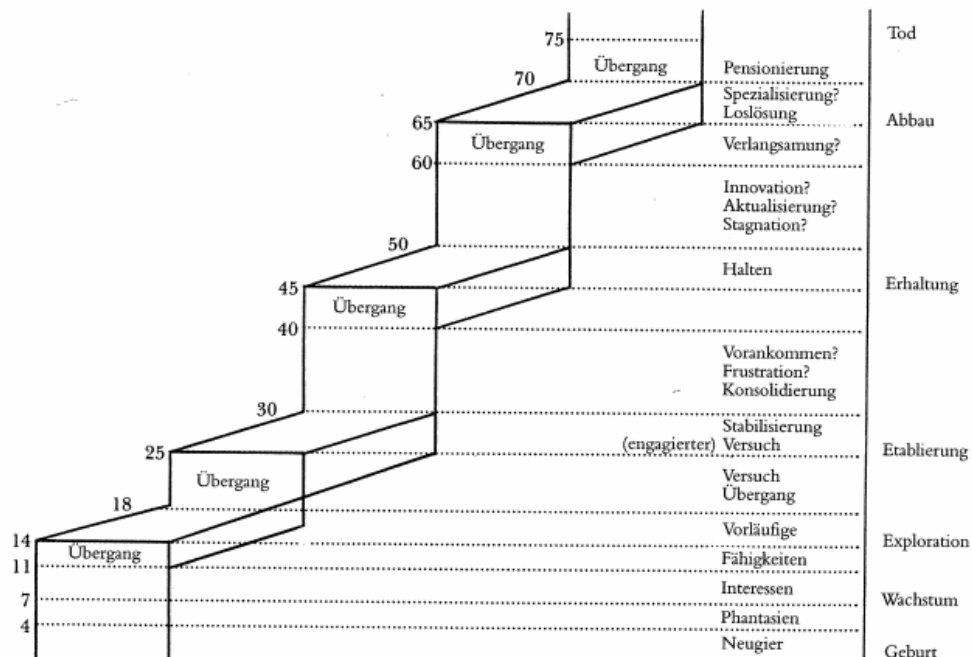 Tod
75
Übergang
Pensionierung
70
Spezialisierung?
Loslösung
65
Abbau
Übergang
Verlangsamung?
60
Innovation?
Aktualisierung?
Stagnation?
50
Halten
45
Erhaltung
Übergang
40
Vorankommen?
Frustration?
Konsolidierung
30
Stabilisierung
(engagierter) Versuch
25
Etablierung
Versuch
Übergang
Übergang
18
Vorläufige
14
Exploration
Übergang
Fähigkeiten
11
Interessen
7
Wachstum
Phantasien
4
Neugier
Geburt